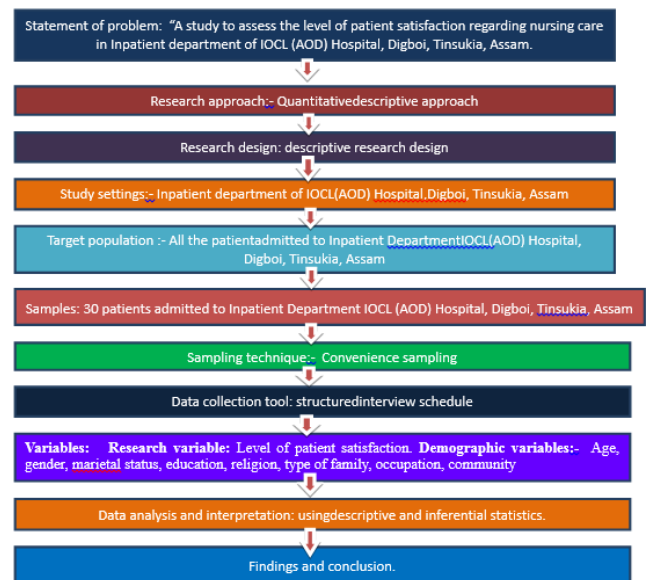 Statement of problem: “A study to assess the level of patient satisfaction regarding nursing care
in Inpatient department of IOCL (AOD) Hospital, Digboi, Tinsukia, Assam.
Research approach:- Quantitativedescriptive approach
Research design: descriptive research design
Study settings:- Inpatient department of IOCL(AOD) Hospital.Digboi, Tinsukia, Assam
Target population :- All the patientadmitted to Inpatient DepartmentIOCL(AOD) Hospital,
Digboi, Tinsukia, Assam
Samples: 30 patients admitted to Inpatient Department IOCL (AOD) Hospital, Digboi, Tinsukia, Assam
Sampling technique:- Convenience sampling
Data collection tool: structuredinterview schedule
Variables: Research variable: Level of patient satisfaction. Demographic variables:- Age,
gender, marietal status, education, religion, type of family, occupation, community
Data analysis and interpretation: usingdescriptive and inferential statistics.
Findings and conclusion.